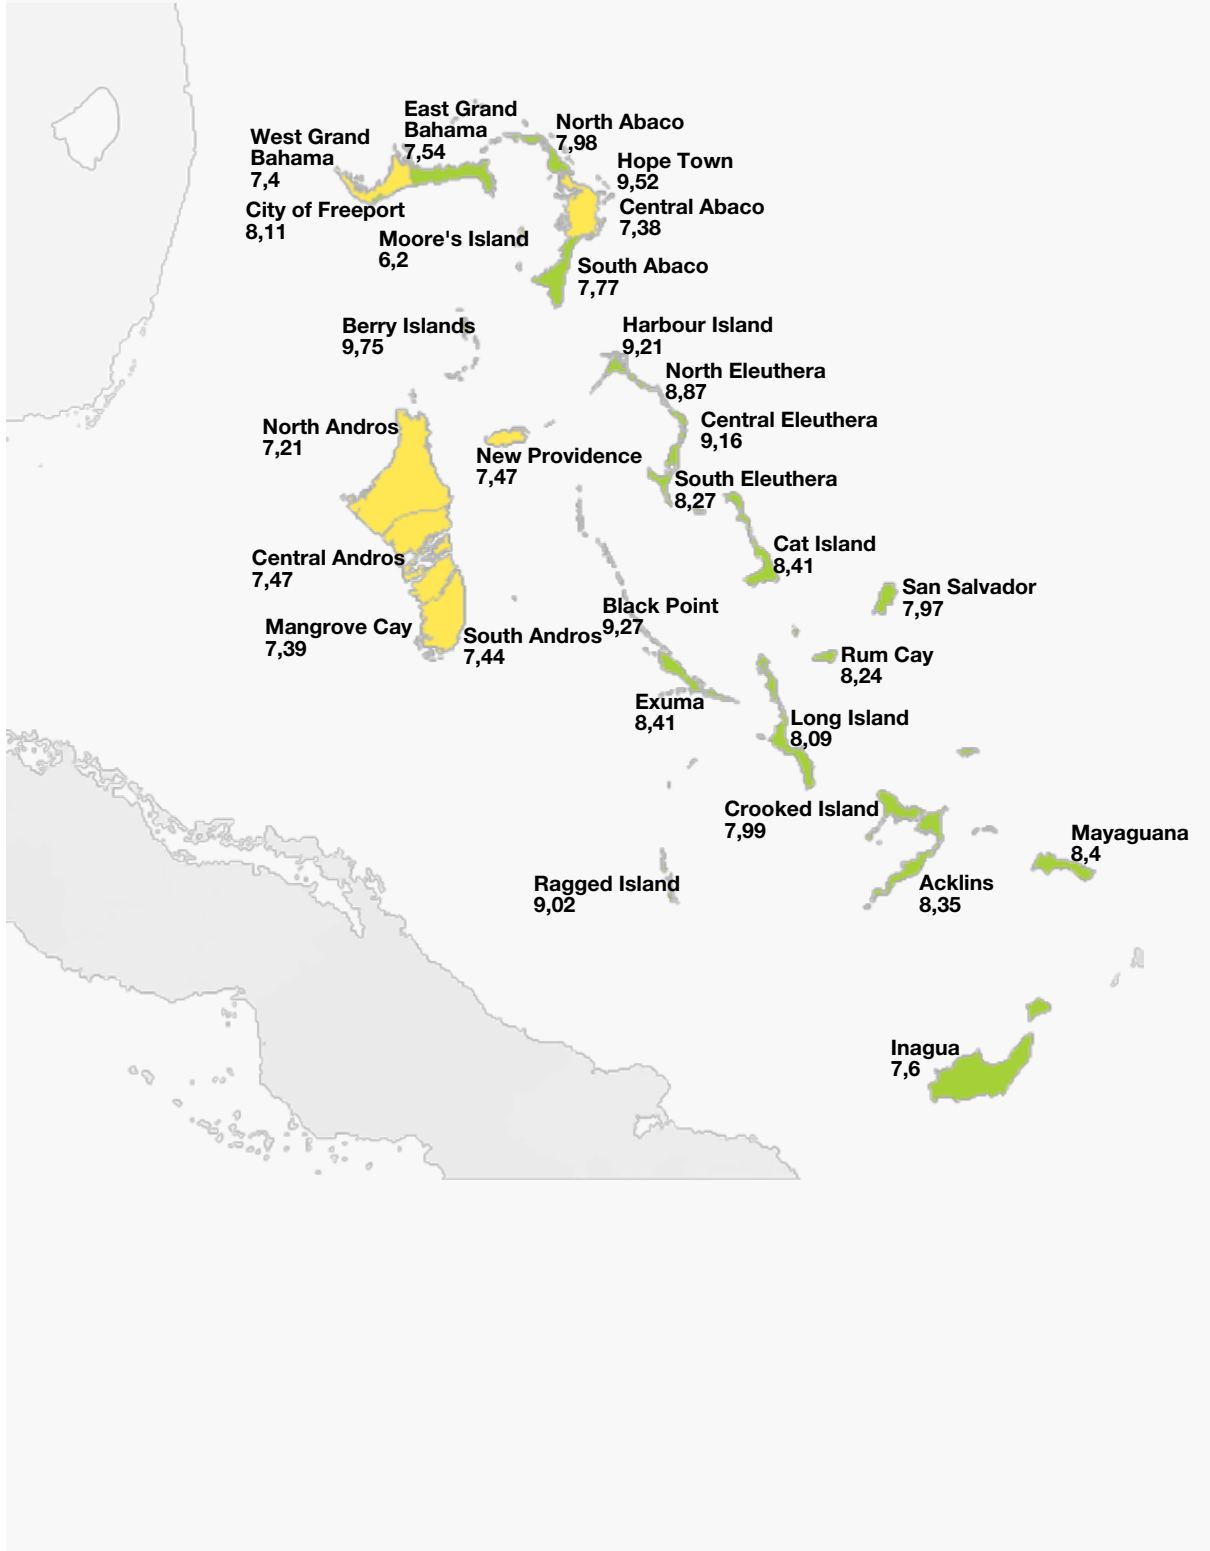 East Grand
Bahama
7,54
North Abaco
7,98
West Grand
Bahama
7,4
Hope Town
9,52
City of Freeport
8,11
Central Abaco
7,38
Moore's Island
6,2
South Abaco
7,77
Berry Islands
9,75
Harbour Island
9,21
North Eleuthera
8,87
North Andros
7,21
Central Eleuthera
9,16
New Providence
7,47
South Eleuthera
8,27
Central Andros
7,47
Cat Island
8,41
San Salvador
7,97
Black Point
9,27
Mangrove Cay
7,39
South Andros
7,44
Rum Cay
8,24
Exuma
8,41
Long Island
8,09
Crooked Island
7,99
Mayaguana
8,4
Ragged Island
9,02
Acklins
8,35
Inagua
7,6